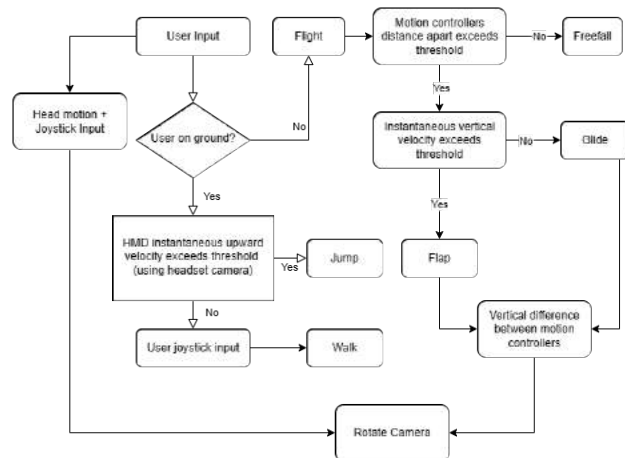 User Input
Flight
Motion controllers
distance apart exceeds
threshold
No
Freefall
Head motion +
Joystick Input
User on ground?
No
Yes
Instantaneous vertical
velocity exceeds
threshold
No
Glide
Yes
Yes
HMD instantaneous upward
velocity exceeds threshold
(using headset camera)
Yes
Jump
Flap
No
User joystick input
Walk
Vertical difference
between motion
controllers
Rotate Camera